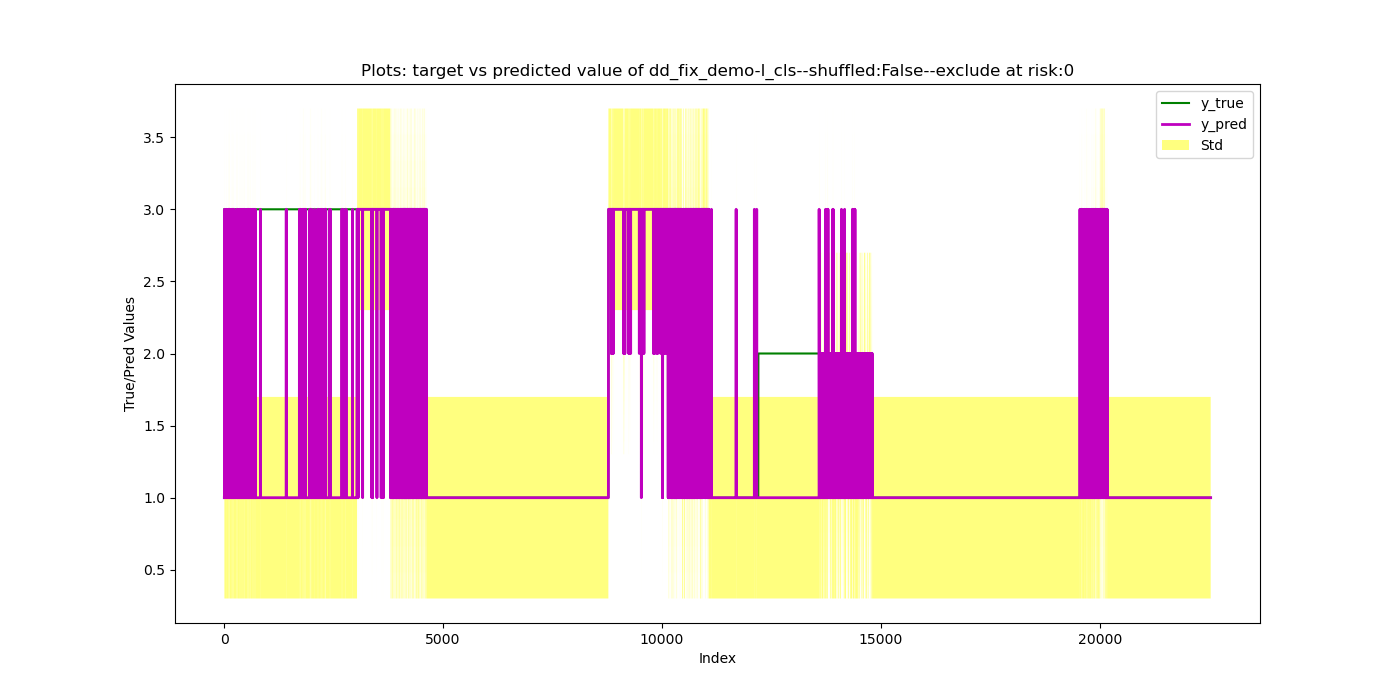 Plots: target vs predicted value of dd_fix_demo-l_cls--shuffled:False--exclude at risk:0
y_true
y_pred
Std
True/Pred Values
3.5
3.0
2.5
2.0
1.5
1.0
0.5
0
5000
10000
15000
20000
Index